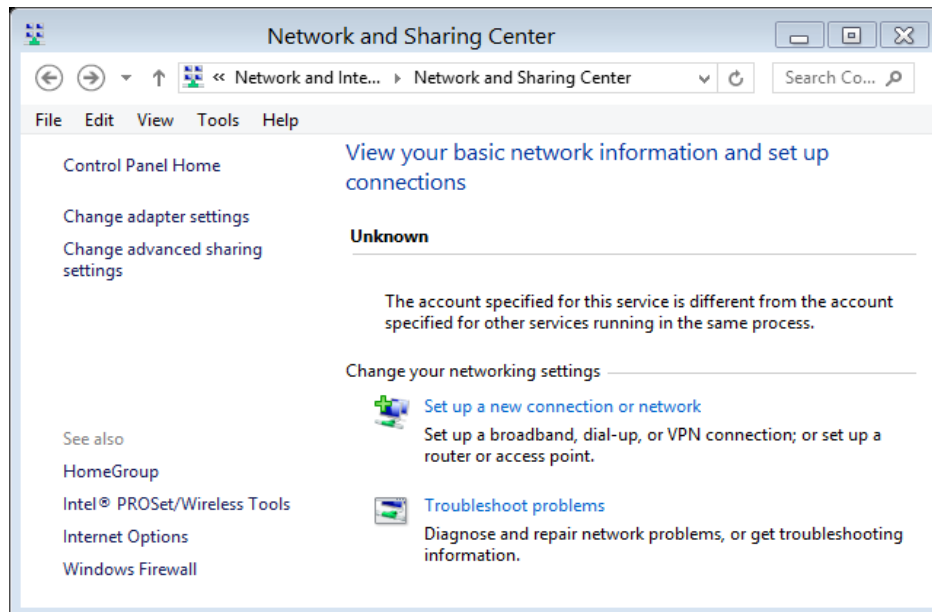 Network and Sharing Center
« Network and Inte... ▸ Network and Sharing Center
Search Co...
File Edit View Tools Help
Control Panel Home
Change adapter settings
Change advanced sharing
settings
See also
HomeGroup
Intel® PROSet/Wireless Tools
Internet Options
Windows Firewall
View your basic network information and set up
connections
Unknown
The account specified for this service is different from the account
specified for other services running in the same process.
Change your networking settings
Set up a new connection or network
Set up a broadband, dial-up, or VPN connection; or set up a
router or access point.
Troubleshoot problems
Diagnose and repair network problems, or get troubleshooting
information.